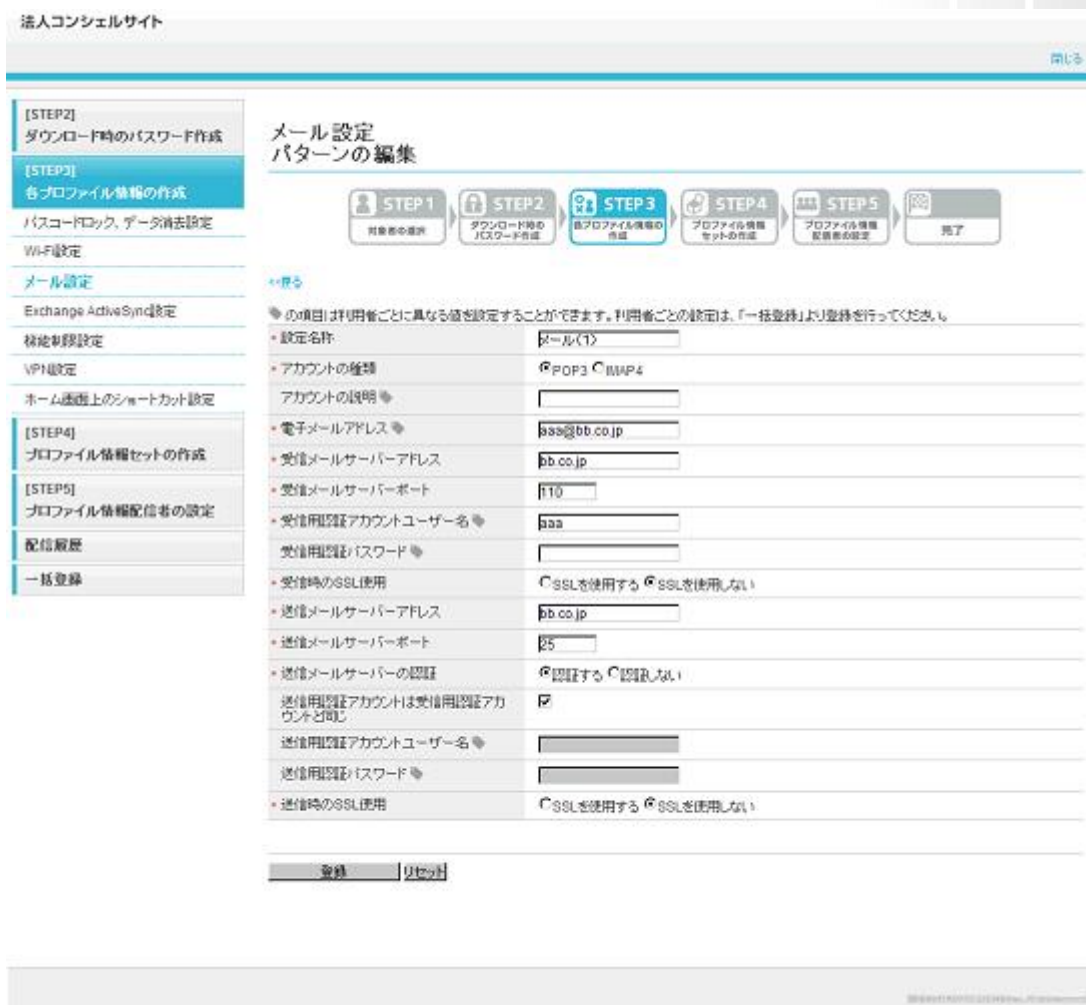 法人コンシェルサイト
閉じる
[STEP2]
ダウンロード時のパスワード作成
[STEP3]
各プロファイル情報の作成
パスコードロック、データ消去設定
Wi-Fi設定
メール設定
Exchange ActiveSync設定
機能制限設定
VPN設定
ホーム画面上のショートカット設定
[STEP4]
プロファイル情報セットの作成
[STEP5]
プロファイル情報配信者の設定
配信履歴
一括登録
メール設定
パターンの編集
STEP1
対象者の選択
STEP2
ダウンロード時の
パスワード作成
STEP3
各プロファイル情報の
作成
STEP4
プロファイル情報
セットの作成
STEP5
プロファイル情報
配信者の設定
完了
<<戻る
の項目は利用者ごとに異なる値を設定することができます。利用者ごとの設定は、「一括登録」より登録を行ってください。
設定名称 メール(1)
アカウントの種類 POP3 IMAP4
アカウントの説明
電子メールアドレス aaa@bb.co.jp
受信メールサーバーアドレス bb.co.jp
受信メールサーバーポート 110
受信用認証アカウントユーザー名 aaa
受信用認証パスワード
受信時のSSL使用 SSLを使用する SSLを使用しない
送信メールサーバーアドレス bb.co.jp
送信メールサーバーポート 25
送信メールサーバーの認証 認証する 認証しない
送信用認証アカウントは受信用認証アカ
ウントと同じ
送信用認証アカウントユーザー名
送信用認証パスワード
送信時のSSL使用 SSLを使用する SSLを使用しない
登録 リセット